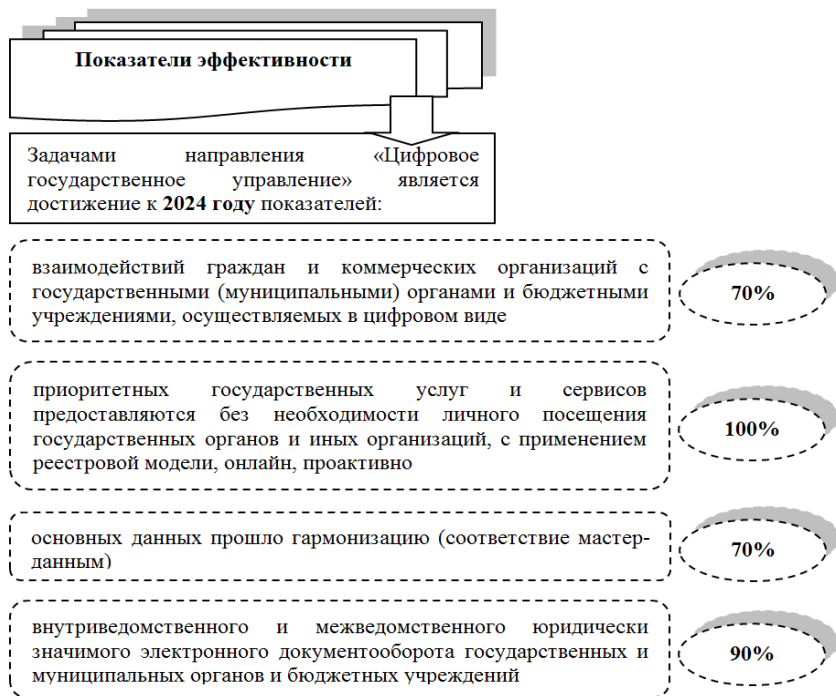 Показатели эффективности
Задачами направления «Цифровое
государственное управление» является
достижение к 2024 году показателей:
взаимодействий граждан и коммерческих организаций с
государственными (муниципальными) органами и бюджетными
учреждениями, осуществляемых в цифровом виде
70%
приоритетных государственных услуг и сервисов
предоставляются без необходимости личного посещения
государственных органов и иных организаций, с применением
реестровой модели, онлайн, проактивно
100%
основных данных прошло гармонизацию (соответствие мастер-
данным)
70%
внутриведомственного и межведомственного юридически
значимого электронного документооборота государственных и
муниципальных органов и бюджетных учреждений
90%